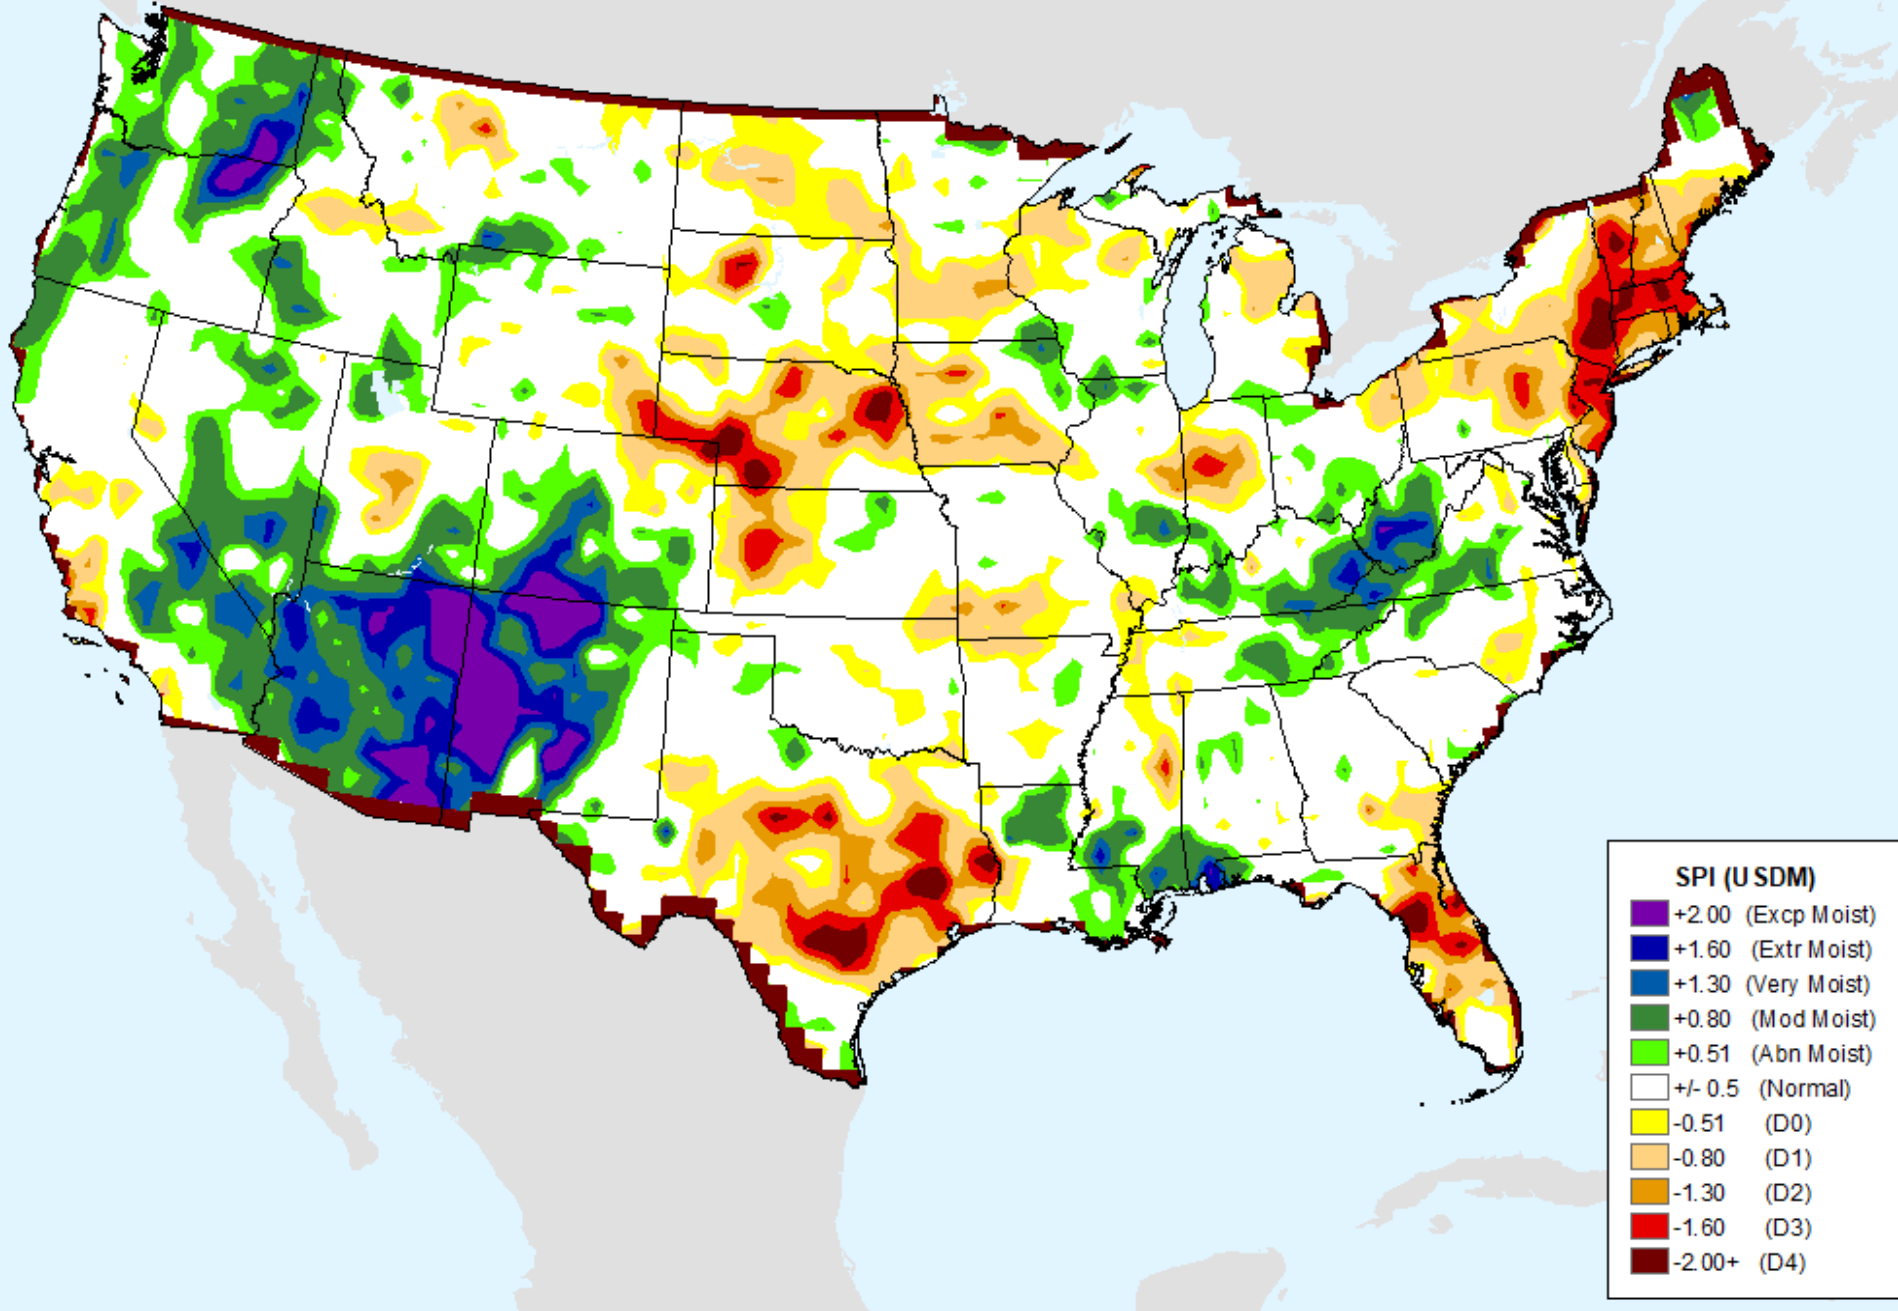 SPI (USDM)
+2.00 (Excp Moist)
+1.60 (Extr Moist)
+1.30 (Very Moist)
+0.80 (Mod Moist)
+0.51 (Abn Moist)
+/- 0.5 (Normal)
-0.51 (D0)
-0.80 (D1)
-1.30 (D2)
-1.60 (D3)
-2.00+ (D4)